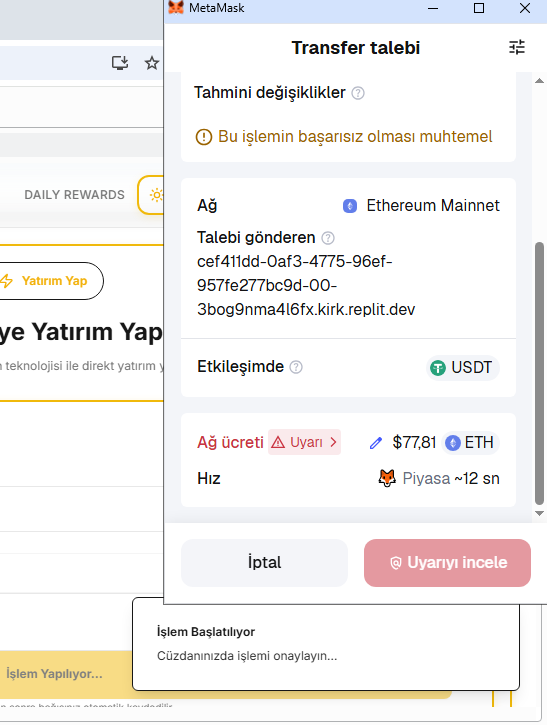 MetaMask
Transfer talebi
Tahmini değişiklikler
Bu işlemin başarısız olması muhtemel
DAILY REWARDS
Ağ
Ethereum Mainnet
Talebi gönderen
cef411dd-0af3-4775-96ef-
957fe277bc9d-00-
3bog9nma4l6fx.kirk.replit.dev
Yatırım Yap
ye Yatırım Yap
teknolojisi ile direkt yatırım y
Etkileşimde
USDT
Ağ ücreti
Uyarı
$77,81
ETH
Hız
Piyasa ~12 sn
İptal
Uyarıyı incele
İşlem Başlatılıyor
Cüzdanınızda işlemi onaylayın...
İşlem Yapılıyor...